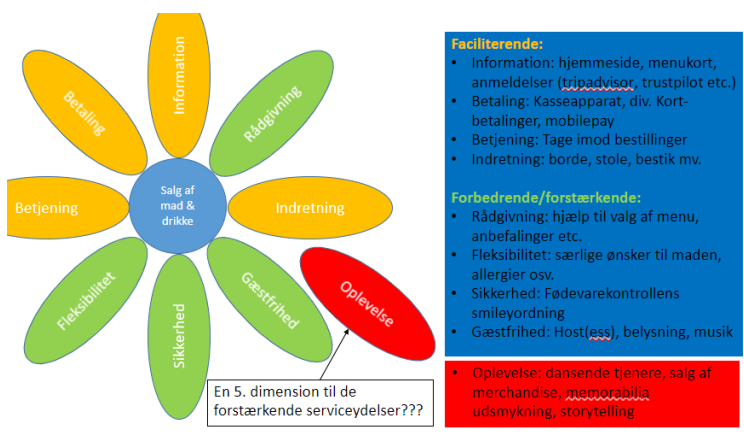 Information
Betaling
Rådgivning
Betjening
Salg af
mad &
drikke
Indretning
Fleksibilitet
Sikkerhed
Gæstfrihed
Oplevelse
En 5. dimension til de
forstærkende serviceydelser???
Faciliterende:
• Information: hjemmeside, menukort,
anmeldelser (tripadvisor, trustpilot etc.)
• Betaling: Kasseapparat, div. Kort-
betalinger, mobilepay
• Betjening: Tage imod bestillinger
• Indretning: borde, stole, bestik mv.
Forbedrende/forstærkende:
• Rådgivning: hjælp til valg af menu,
anbefalinger etc.
• Fleksibilitet: særlige ønsker til maden,
allergier osv.
• Sikkerhed: Fødevarekontrollens
smileyordning
• Gæstfrihed: Host(ess), belysning, musik
• Oplevelse: dansende tjenere, salg af
merchandise, memorabilia
udsmykning, storytelling